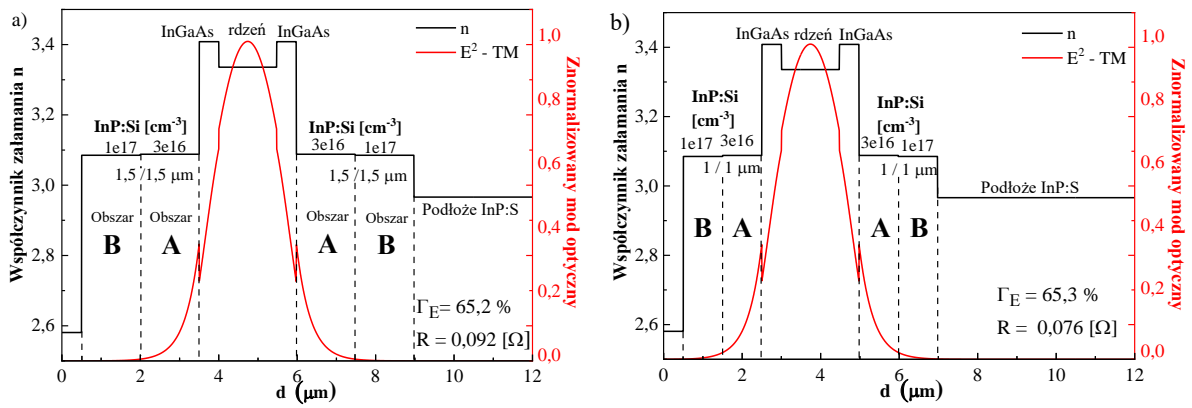 a)
InGaAs rdzeń InGaAs
n
E² - TM
InP:Si [cm⁻³]
1e17 3e16
1,5 / 1,5 μm
InP:Si [cm⁻³]
3e16 1e17
1,5 / 1,5 μm
Podłoże InP:S
Obszar Obszar Obszar Obszar
B A A B
Γ_E = 65,2 %
R = 0,092 [Ω]
Współczynnik załamania n
3,4
3,2
3,0
2,8
2,6
Znormalizowany mod optyczny
1,0
0,8
0,6
0,4
0,2
0,0
0 2 4 6 8 10 12
d (μm)
b)
InGaAs rdzeń InGaAs
n
E² - TM
InP:Si
[cm⁻³]
1e17 3e16
1 / 1 μm
InP:Si
[cm⁻³]
3e16 1e17
1 / 1 μm
Podłoże InP:S
B A A B
Γ_E = 65,3 %
R = 0,076 [Ω]
Współczynnik załamania n
3,4
3,2
3,0
2,8
2,6
Znormalizowany mod optyczny
1,0
0,8
0,6
0,4
0,2
0,0
0 2 4 6 8 10 12
d (μm)